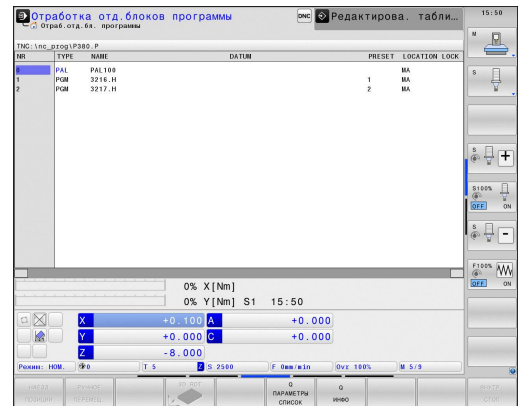 Отработка отд.блоков программы
Отраб.отд.бл. программы
DNC
Редактирова. табли...
15:50
TNC:\nc_prog\P380.P
NR TYPE NAME DATUM PRESET LOCATION LOCK
0 PAL PAL100 MA
1 PGM 3216.H 1 MA
2 PGM 3217.H 2 MA
M
S
S
S100%
OFF ON
S
F100%
OFF ON
0% X[Nm]
0% Y[Nm] S1 15:50
X +0.100 A +0.000
Y +0.000 C +0.000
Z -8.000
Режим: НОМ. 0 T 5 Z S 2500 F 0mm/min Ovr 100% M 5/9
3D ROT
Q
ПАРАМЕТРЫ
СПИСОК
Q
ИНФО